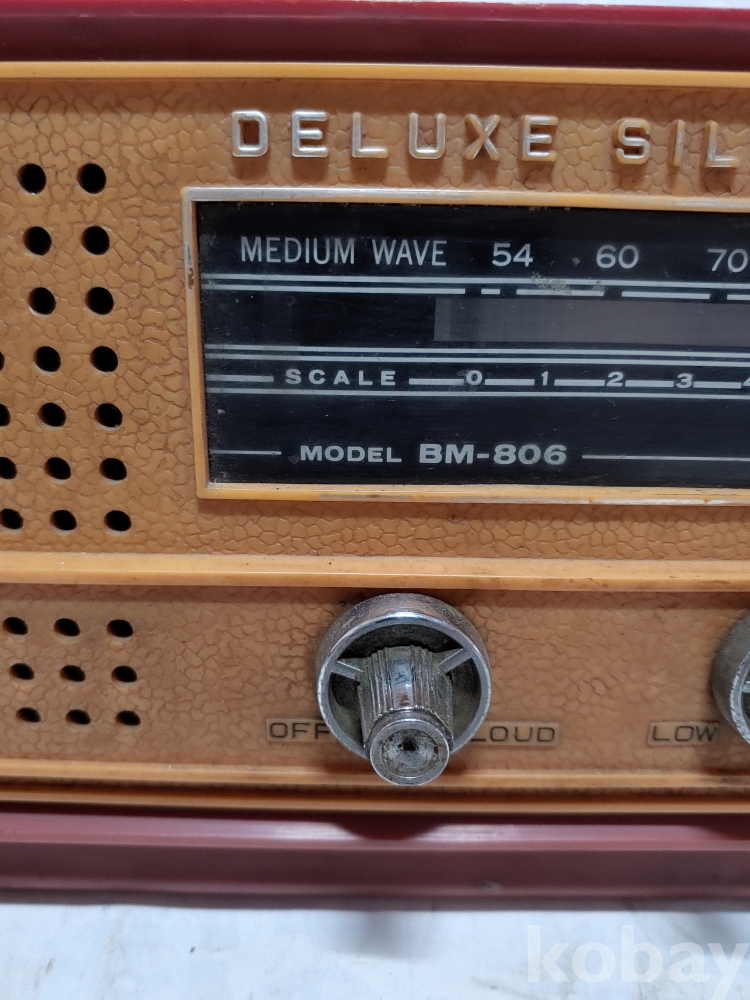 DELUXE SIL
MEDIUM WAVE 54 60 70
SCALE 0 1 2 3 4
MODEL BM-806
OFF LOUD LOW
kobay